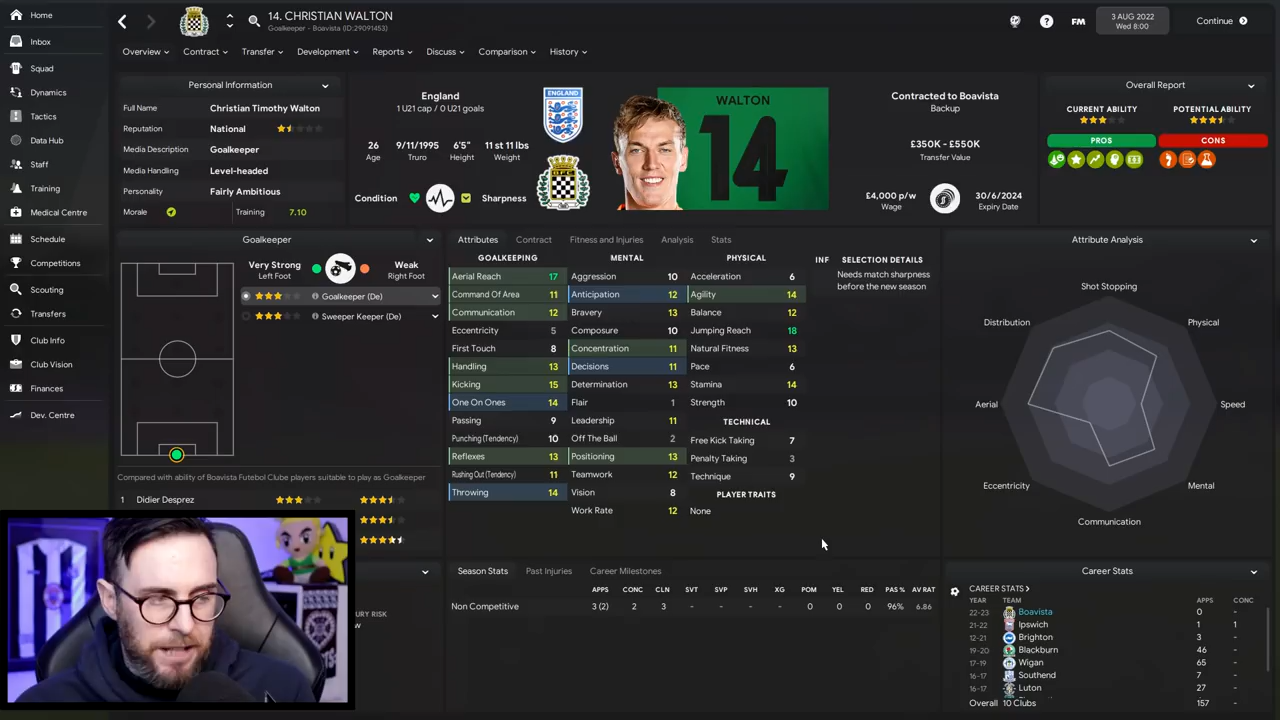 Home
Inbox
Squad
Dynamics
Tactics
Data Hub
Staff
Training
Medical Centre
Schedule
Competitions
Scouting
Transfers
Club Info
Club Vision
Finances
Dev. Centre
14. CHRISTIAN WALTON
Goalkeeper - Boavista (ID:29091453)
FM
3 AUG 2022
Wed 8:00
Continue
Overview Contract Transfer Development Reports Discuss Comparison History
Personal Information
Full Name Christian Timothy Walton
Reputation National
Media Description Goalkeeper
Media Handling Level-headed
Personality Fairly Ambitious
Morale Training 7.10
England
1 U21 cap / 0 U21 goals
26 9/11/1995 6'5" 11 st 11 lbs
Age Truro Height Weight
Condition Sharpness
WALTON
14
Contracted to Boavista
Backup
£350K - £550K
Transfer Value
£4,000 p/w 30/6/2024
Wage Expiry Date
Overall Report
CURRENT ABILITY POTENTIAL ABILITY
PROS CONS
Goalkeeper
Very Strong Weak
Left Foot Right Foot
Goalkeeper (De)
Sweeper Keeper (De)
Compared with ability of Boavista Futebol Clube players suitable to play as Goalkeeper
1 Didier Desprez
URY RISK
Attributes Contract Fitness and Injuries Analysis Stats
GOALKEEPING MENTAL PHYSICAL
Aerial Reach 17 Aggression 10 Acceleration 6
Command Of Area 11 Anticipation 12 Agility 14
Communication 12 Bravery 13 Balance 12
Eccentricity 5 Composure 10 Jumping Reach 18
First Touch 8 Concentration 11 Natural Fitness 13
Handling 13 Decisions 11 Pace 6
Kicking 15 Determination 13 Stamina 14
One On Ones 14 Flair 1 Strength 10
Passing 9 Leadership 11 TECHNICAL
Punching (Tendency) 10 Off The Ball 2 Free Kick Taking 7
Reflexes 13 Positioning 13 Penalty Taking 3
Rushing Out (Tendency) 11 Teamwork 12 Technique 9
Throwing 14 Vision 8 PLAYER TRAITS
Work Rate 12 None
INF SELECTION DETAILS
Needs match sharpness
before the new season
Attribute Analysis
Shot Stopping
Distribution Physical
Aerial Speed
Eccentricity Mental
Communication
Season Stats Past Injuries Career Milestones
APPS CONC CLN SVT SVP SVH XG POM YEL RED PAS % AV RAT
Non Competitive 3 (2) 2 3 - - - - 0 0 0 96% 6.86
Career Stats
CAREER STATS
YEAR TEAM APPS CONC
22-23 Boavista 0 -
21-22 Ipswich 1 1
12-21 Brighton 3 -
19-20 Blackburn 46 -
17-19 Wigan 65 -
16-17 Southend 7 -
16-17 Luton 27 -
Overall 10 Clubs 157 -